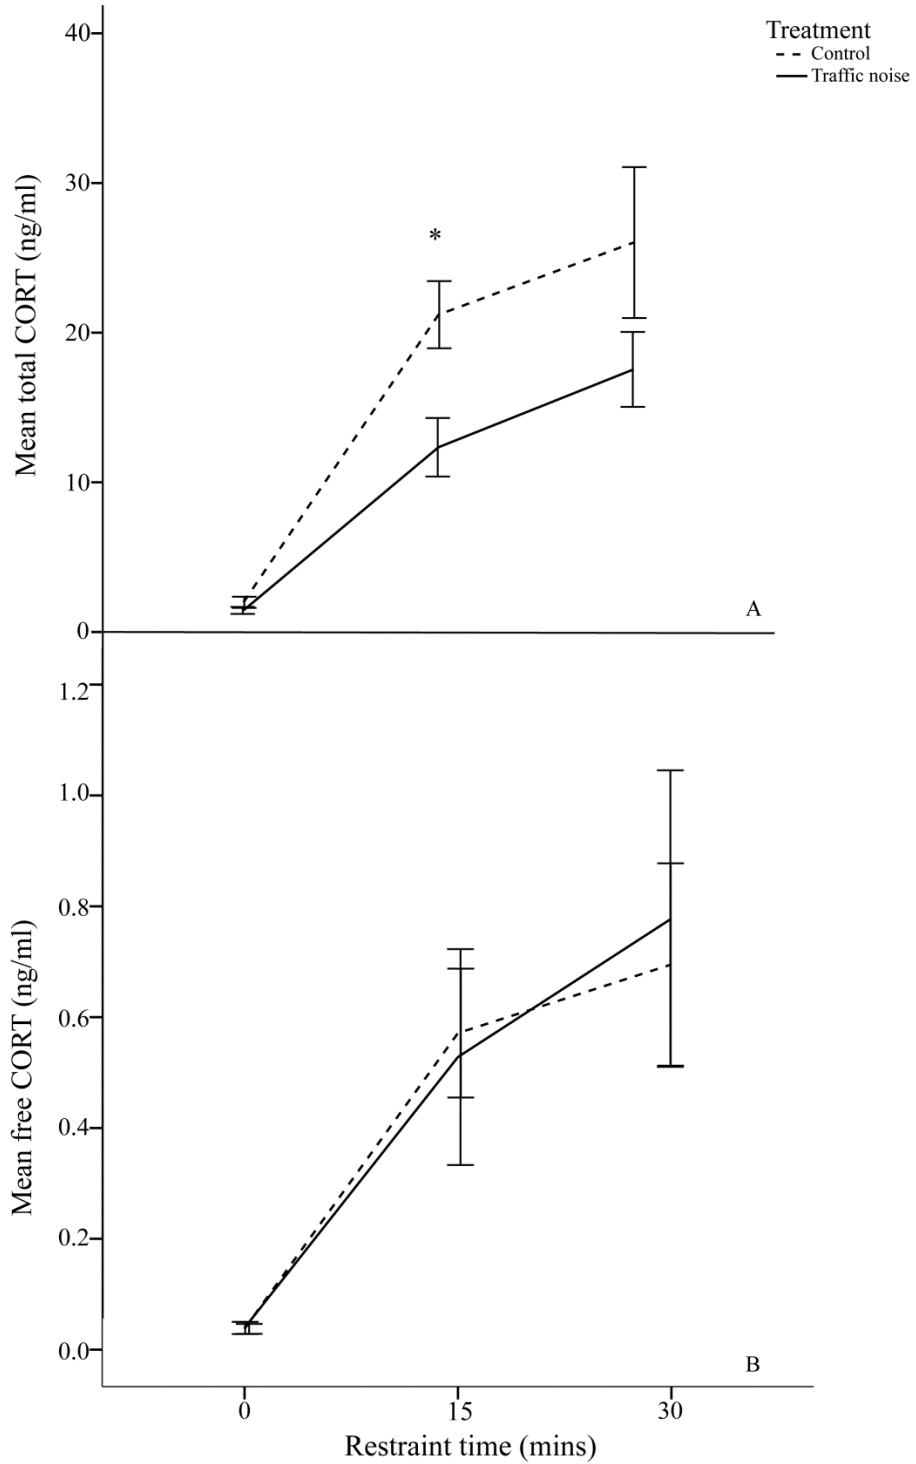 Treatment
Control
Traffic noise
40
30
20
10
0
Mean total CORT (ng/ml)
*
A
1.2
1.0
0.8
0.6
0.4
0.2
0.0
Mean free CORT (ng/ml)
B
0 15 30
Restraint time (mins)